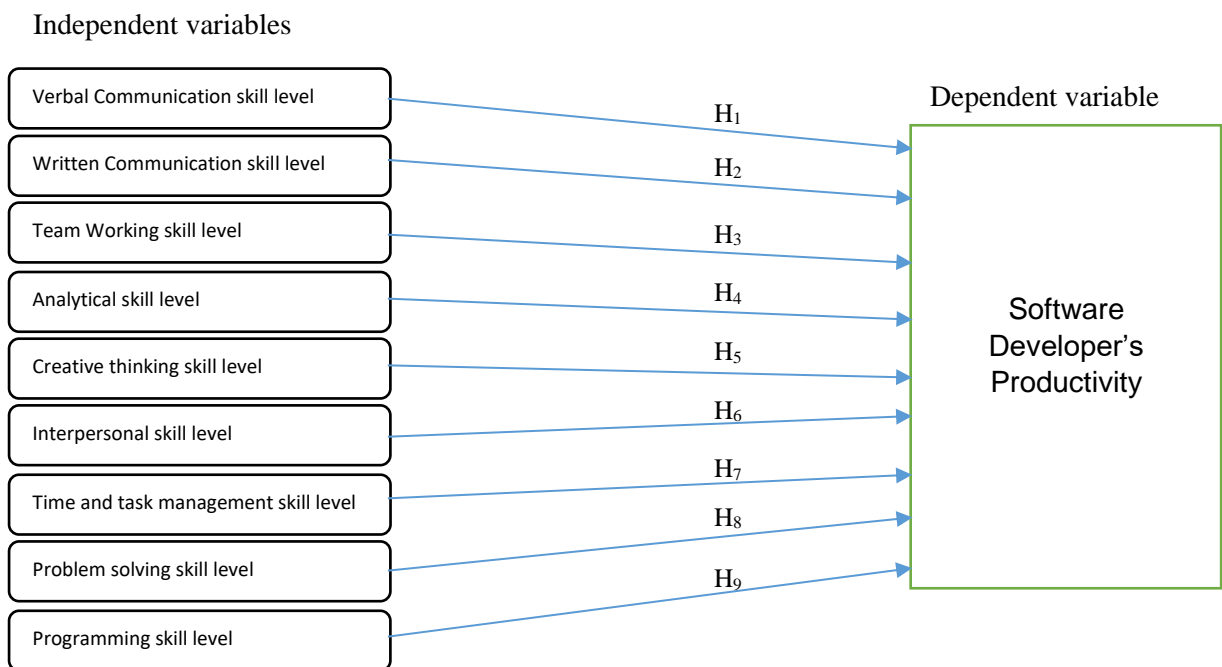 Independent variables
Verbal Communication skill level
Written Communication skill level
Team Working skill level
Analytical skill level
Creative thinking skill level
Interpersonal skill level
Time and task management skill level
Problem solving skill level
Programming skill level
H₁
H₂
H₃
H₄
H₅
H₆
H₇
H₈
H₉
Dependent variable
Software
Developer’s
Productivity